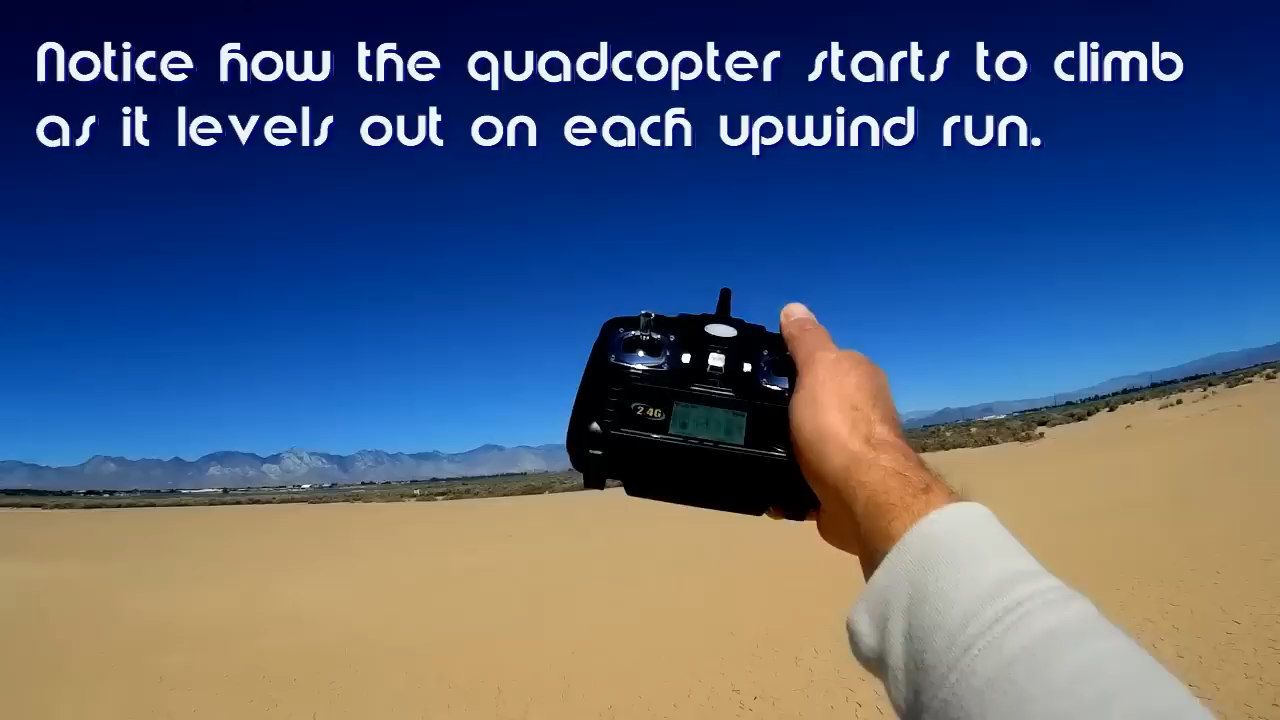 Notice how the quadcopter starts to climb
as it levels out on each upwind run.
2.4G